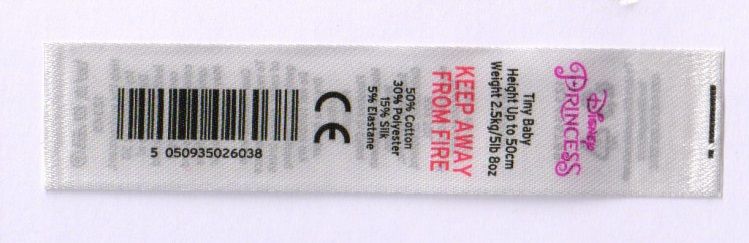 Disney
PRINCESS
Tiny Baby
Height Up to 50cm
Weight 2.5kg/5lb 8oz
KEEP AWAY
FROM FIRE
50% Cotton
30% Polyester
15% Silk
5% Elastane
CE
5 050935026038